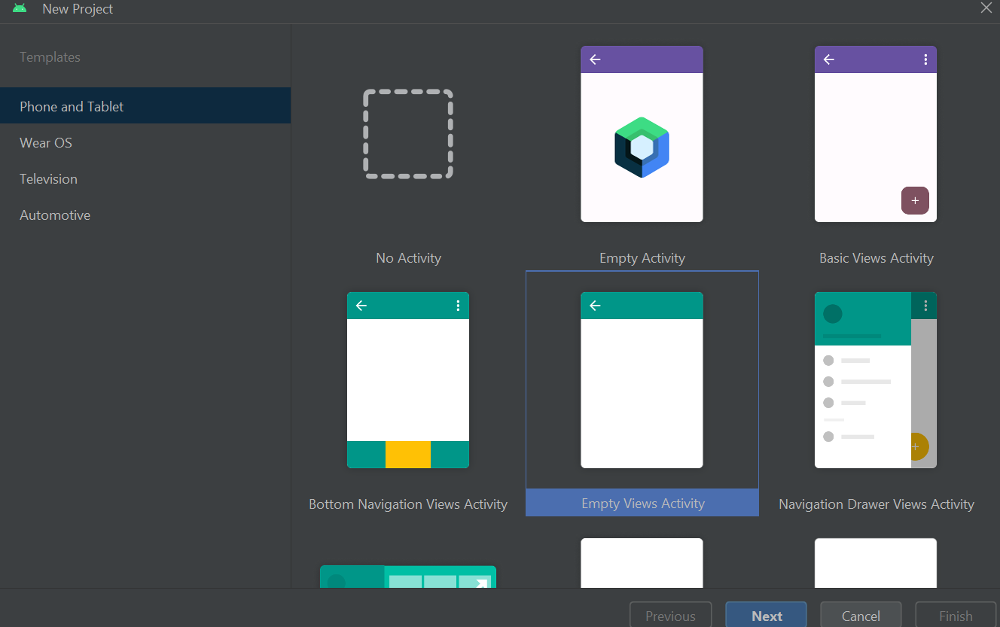 New Project
Templates
Phone and Tablet
Wear OS
Television
Automotive
No Activity
Empty Activity
Basic Views Activity
Bottom Navigation Views Activity
Empty Views Activity
Navigation Drawer Views Activity
Previous
Next
Cancel
Finish